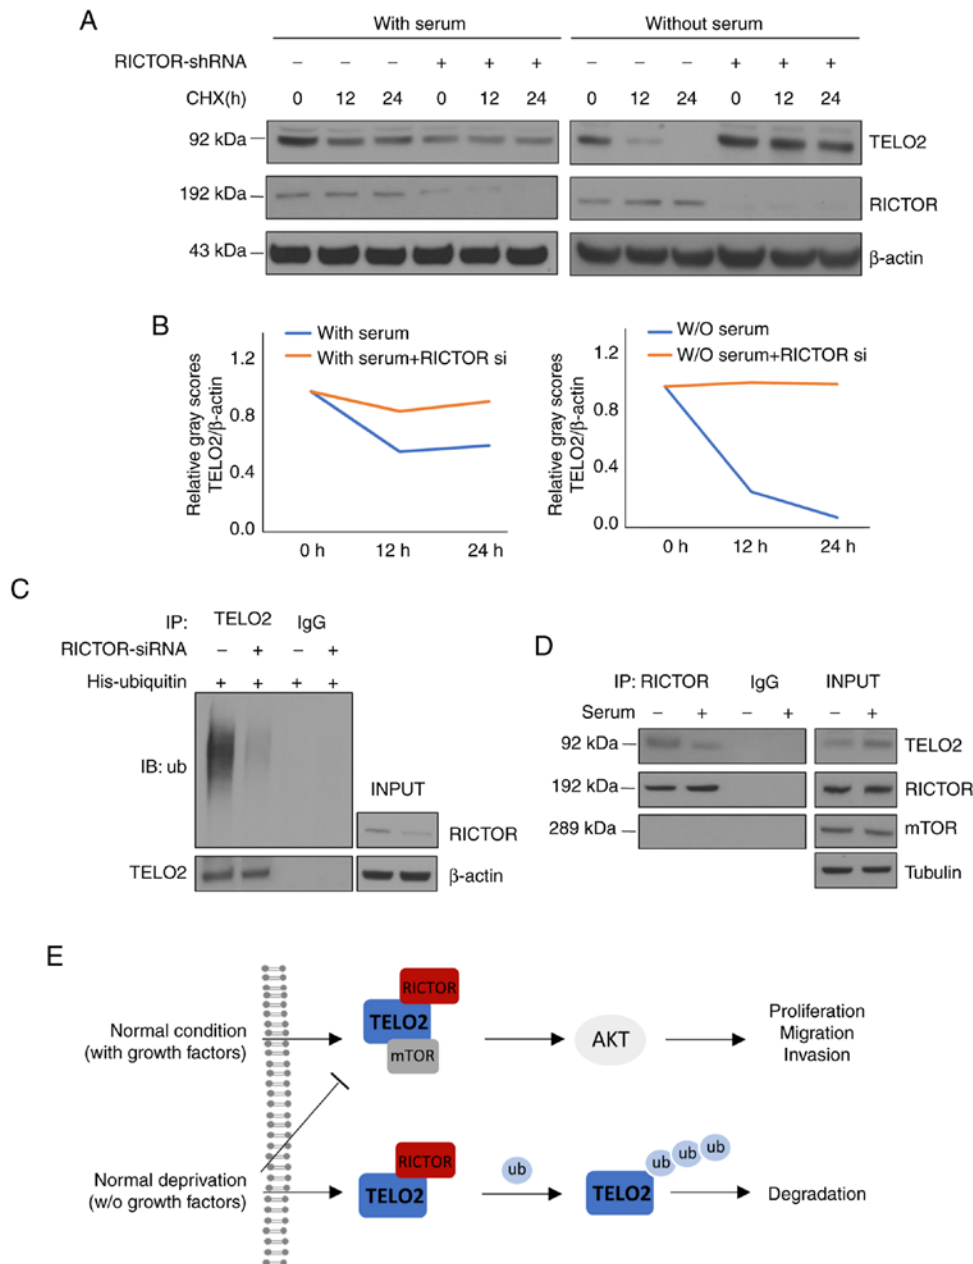 A
With serum
Without serum
RICTOR-shRNA – – – + + + – – – + + +
CHX(h) 0 12 24 0 12 24 0 12 24 0 12 24
92 kDa TELO2
192 kDa RICTOR
43 kDa β-actin
B
With serum
With serum+RICTOR si
Relative gray scores
TELO2/β-actin
1.2
0.8
0.4
0.0
0 h 12 h 24 h
W/O serum
W/O serum+RICTOR si
Relative gray scores
TELO2/β-actin
1.2
0.8
0.4
0.0
0 h 12 h 24 h
C
IP: TELO2 IgG
RICTOR-siRNA – + – +
His-ubiquitin + + + +
IB: ub
INPUT
RICTOR
TELO2
β-actin
D
IP: RICTOR IgG INPUT
Serum – + – + – +
92 kDa TELO2
192 kDa RICTOR
289 kDa mTOR
Tubulin
E
Normal condition
(with growth factors)
RICTOR
TELO2
mTOR
AKT
Proliferation
Migration
Invasion
Normal deprivation
(w/o growth factors)
RICTOR
TELO2
ub
TELO2
ub ub ub
Degradation